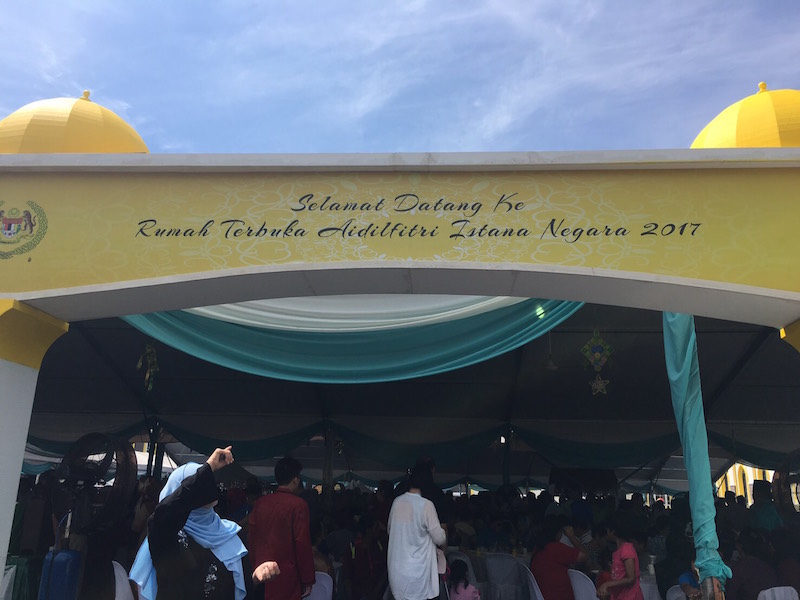 Selamat Datang Ke
Rumah Terbuka Aidilfitri Istana Negara 2017